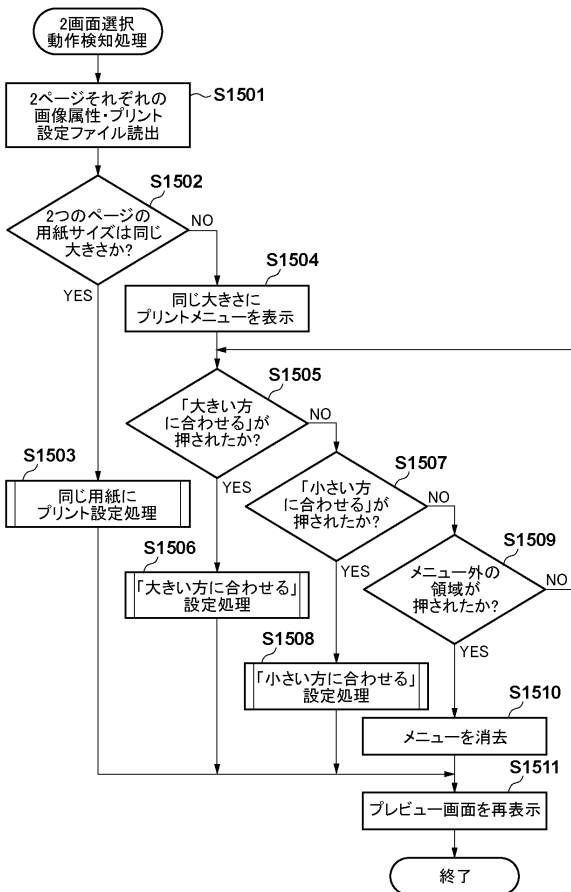 2画面選択
動作検知処理
S1501
2ページそれぞれの
画像属性・プリント
設定ファイル読出
S1502
2つのページの
用紙サイズは同じ
大きさか?
NO
YES
S1504
同じ大きさに
プリントメニューを表示
S1505
「大きい方
に合わせる」が
押されたか?
NO
YES
S1503
同じ用紙に
プリント設定処理
S1507
「小さい方
に合わせる」が
押されたか?
NO
YES
S1506
「大きい方に合わせる」
設定処理
S1509
メニュー外の
領域が
押されたか?
NO
YES
S1508
「小さい方に合わせる」
設定処理
S1510
メニューを消去
S1511
プレビュー画面を再表示
終了